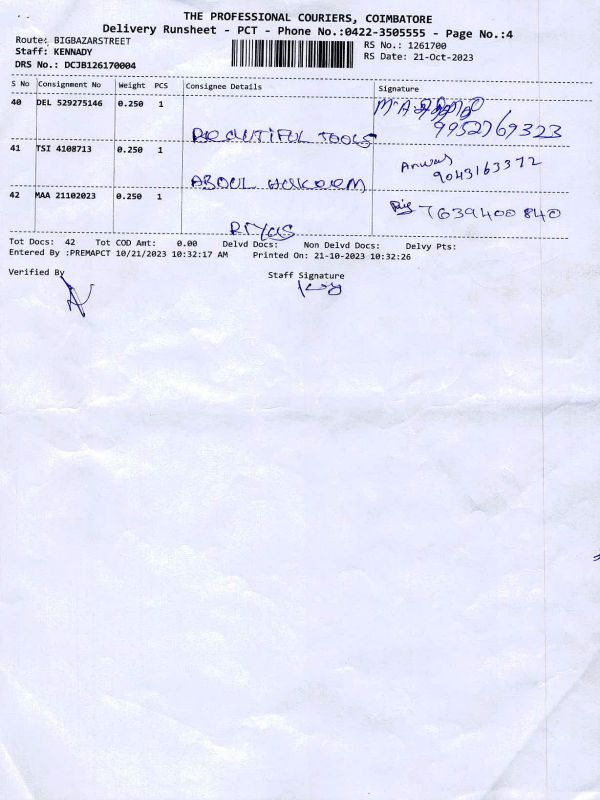 THE PROFESSIONAL COURIERS, COIMBATORE
Delivery Runsheet - PCT - Phone No.:0422-3505555 - Page No.:4
Route: BIGBAZARSTREET
Staff: KENNADY
DRS No.: DCJB126170004
RS No.: 1261700
RS Date: 21-Oct-2023
S No Consignment No Weight PCS Consignee Details Signature
40 DEL 529275146 0.250 1
BEAUTIFUL TOOLS
41 TSI 4108713 0.250 1
ABDUL HAKEEM
Anwar
42 MAA 21102023 0.250 1
RIYAS 7639400840
Tot Docs: 42 Tot COD Amt: 0.00 Delvd Docs: Non Delvd Docs: Delvy Pts:
Entered By :PREMAPCT 10/21/2023 10:32:17 AM Printed On: 21-10-2023 10:32:26
Verified By Staff Signature